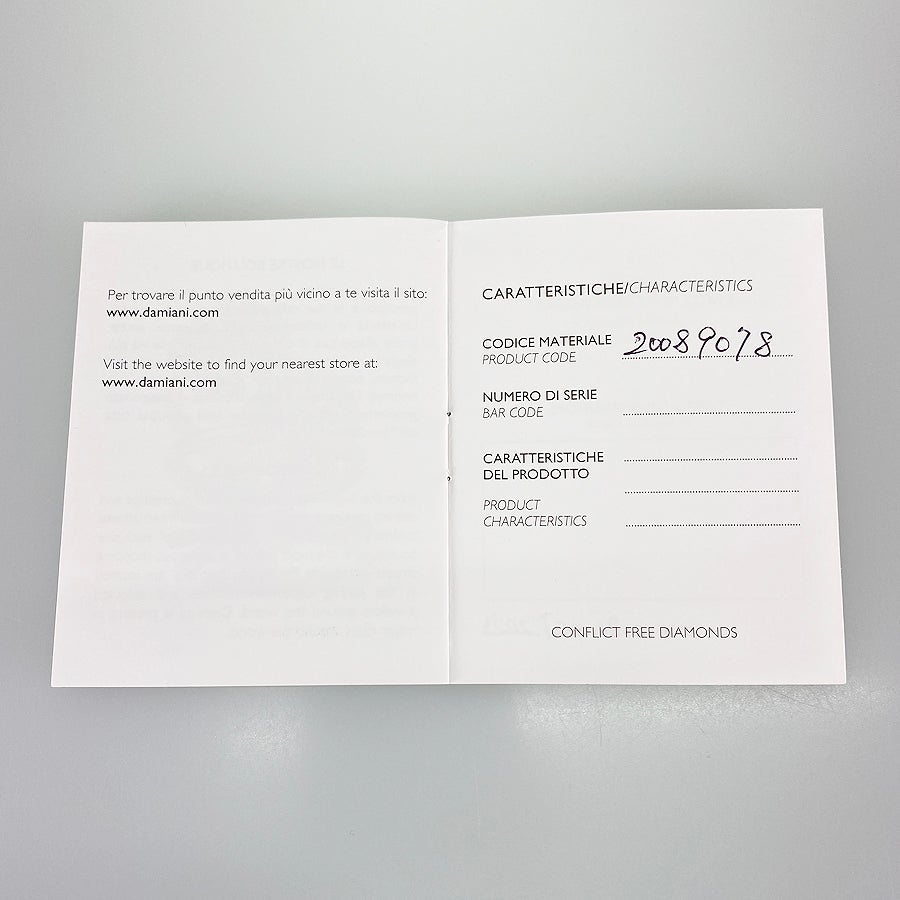 Per trovare il punto vendita più vicino a te visita il sito:
www.damiani.com
Visit the website to find your nearest store at:
www.damiani.com
CARATTERISTICHE/CHARACTERISTICS
CODICE MATERIALE 20089078
PRODUCT CODE
NUMERO DI SERIE
BAR CODE
CARATTERISTICHE
DEL PRODOTTO
PRODUCT
CHARACTERISTICS
CONFLICT FREE DIAMONDS